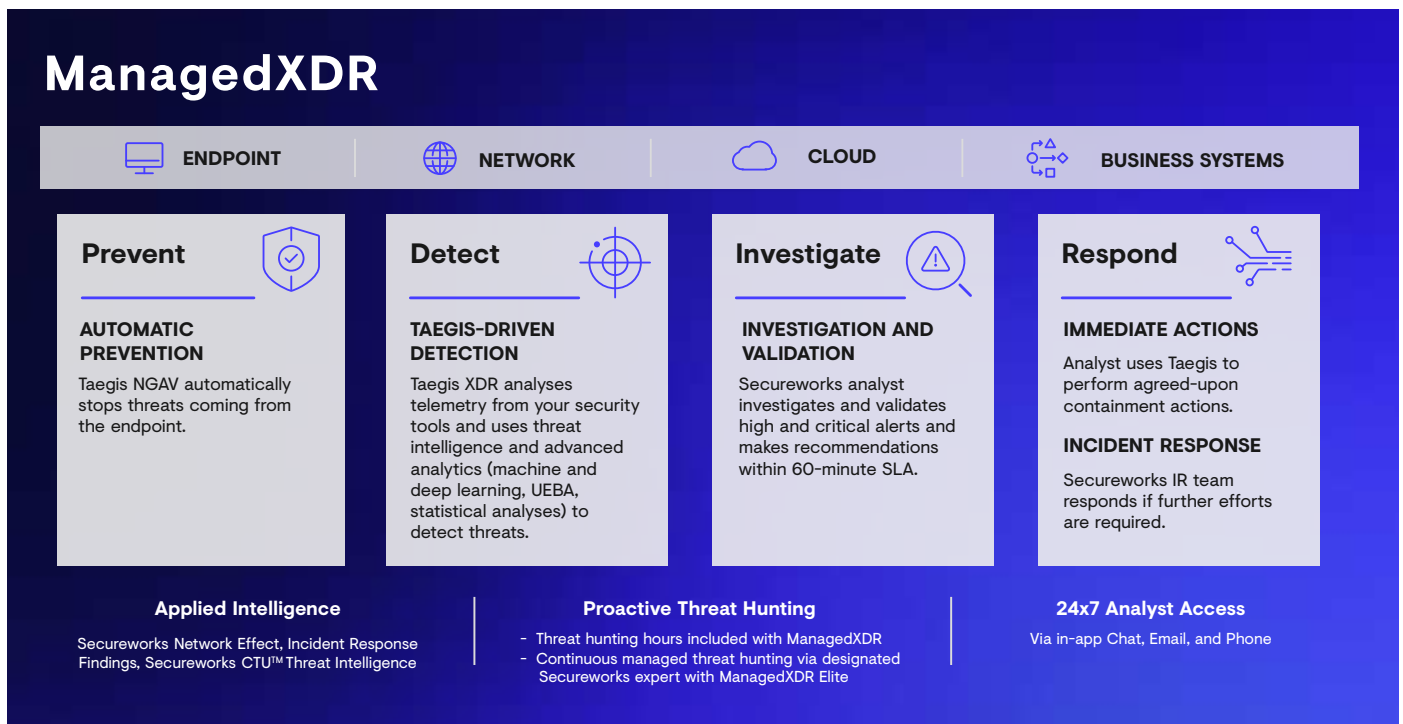 ManagedXDR
ENDPOINT
NETWORK
CLOUD
BUSINESS SYSTEMS
Prevent
AUTOMATIC
PREVENTION
Taegis NGAV automatically
stops threats coming from
the endpoint.
Detect
TAEGIS-DRIVEN
DETECTION
Taegis XDR analyses
telemetry from your security
tools and uses threat
intelligence and advanced
analytics (machine and
deep learning, UEBA,
statistical analyses) to
detect threats.
Investigate
INVESTIGATION AND
VALIDATION
Secureworks analyst
investigates and validates
high and critical alerts and
makes recommendations
within 60-minute SLA.
Respond
IMMEDIATE ACTIONS
Analyst uses Taegis to
perform agreed-upon
containment actions.
INCIDENT RESPONSE
Secureworks IR team
responds if further efforts
are required.
Applied Intelligence
Secureworks Network Effect, Incident Response
Findings, Secureworks CTU™ Threat Intelligence
Proactive Threat Hunting
- Threat hunting hours included with ManagedXDR
- Continuous managed threat hunting via designated
Secureworks expert with ManagedXDR Elite
24x7 Analyst Access
Via in-app Chat, Email, and Phone